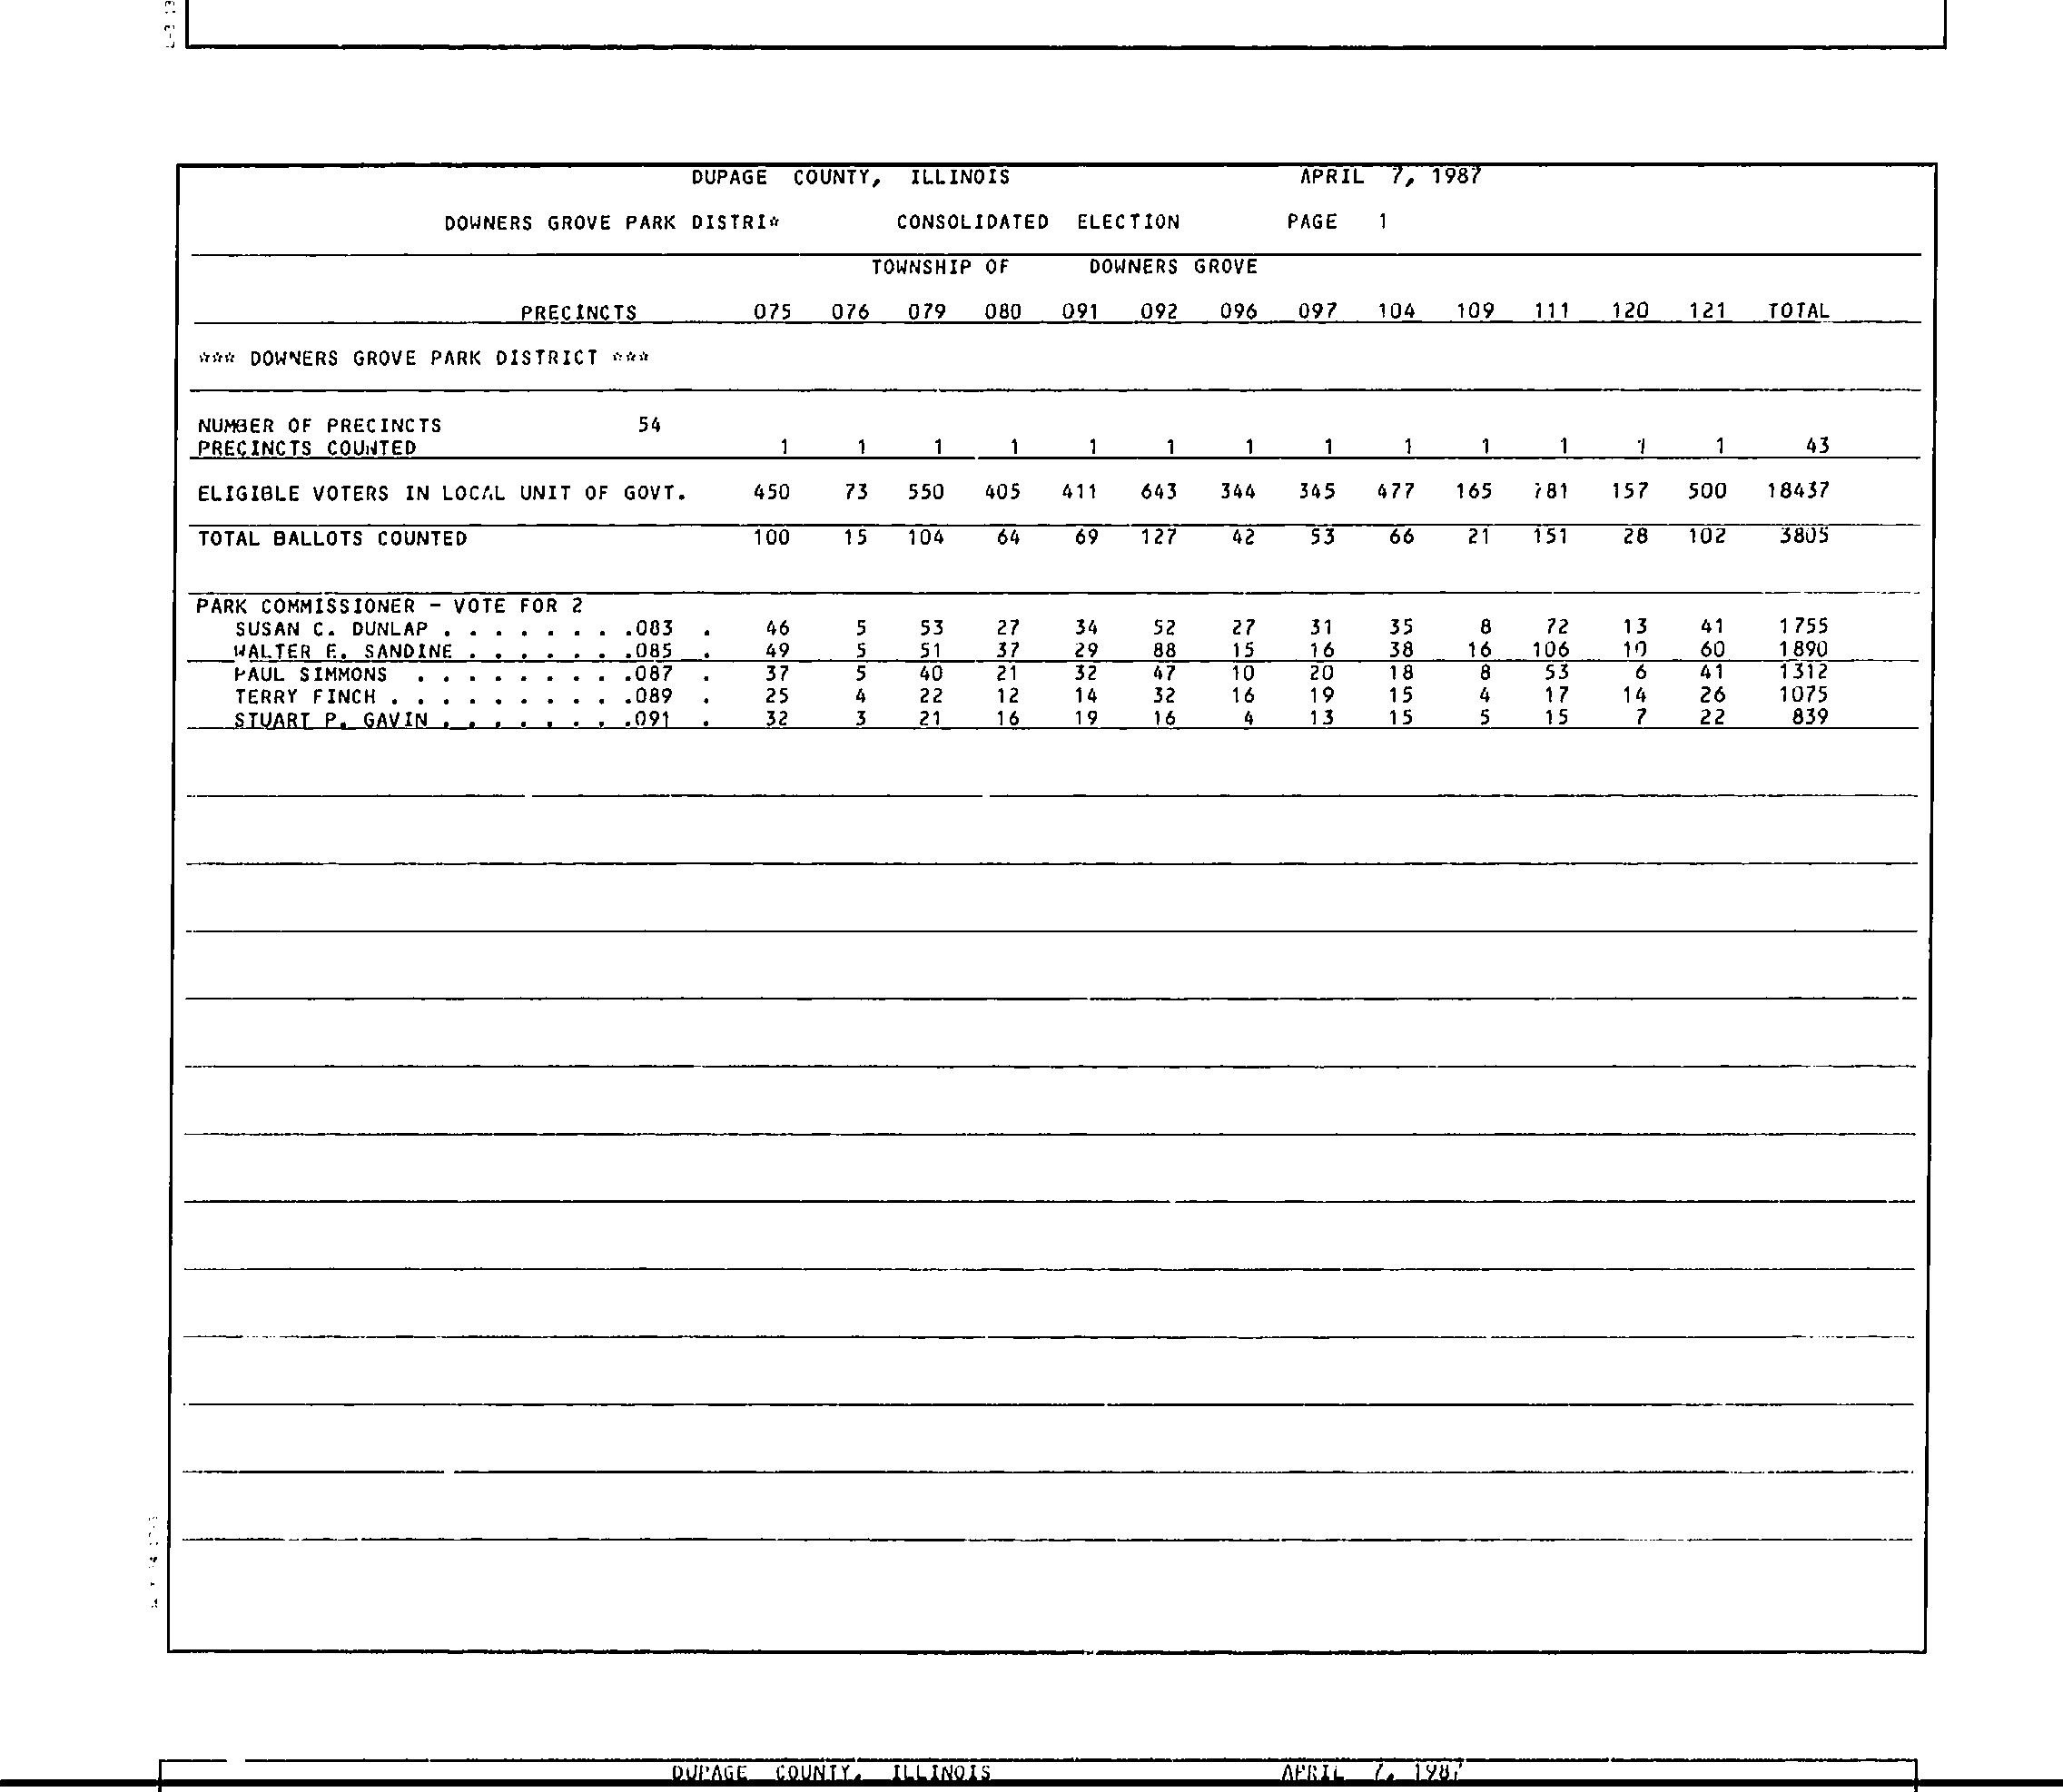 DUPAGE COUNTY, ILLINOIS APRIL 7, 1987
DOWNERS GROVE PARK DISTRI* CONSOLIDATED ELECTION PAGE 1
TOWNSHIP OF DOWNERS GROVE
PRECINCTS 075 076 079 080 091 092 096 097 104 109 111 120 121 TOTAL
*** DOWNERS GROVE PARK DISTRICT ***
NUMBER OF PRECINCTS 54
PRECINCTS COUNTED 1 1 1 1 1 1 1 1 1 1 1 1 1 43
ELIGIBLE VOTERS IN LOCAL UNIT OF GOVT. 450 73 550 405 411 643 344 345 477 165 781 157 500 18437
TOTAL BALLOTS COUNTED 100 15 104 64 69 127 42 53 66 21 151 28 102 3805
PARK COMMISSIONER - VOTE FOR 2
SUSAN C. DUNLAP . . . . . . . .083 . 46 5 53 27 34 52 27 31 35 8 72 13 41 1755
WALTER E. SANDINE . . . . . . .085 . 49 5 51 37 29 88 15 16 38 16 106 10 60 1890
PAUL SIMMONS . . . . . . . . .087 . 37 5 40 21 32 47 10 20 18 8 53 6 41 1312
TERRY FINCH . . . . . . . . . .089 . 25 4 22 12 14 32 16 19 15 4 17 14 26 1075
STUART P. GAVIN . . . . . . . .091 . 32 3 21 16 19 16 4 13 15 5 15 7 22 839
DUPAGE COUNTY, ILLINOIS APRIL 7, 1987